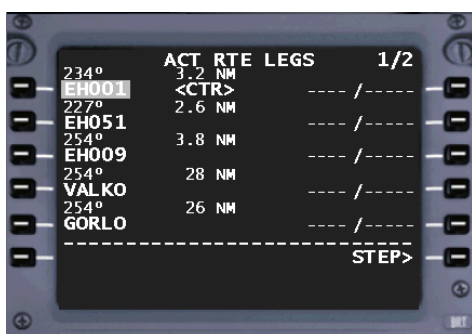 ACT RTE LEGS 1/2
234° 3.2 NM
EH001 <CTR> ---- /-----
227° 2.6 NM
EH051 ---- /-----
254° 3.8 NM
EH009 ---- /-----
254° 28 NM
VALKO ---- /-----
254° 26 NM
GORLO ---- /-----
--------------------------------
STEP>